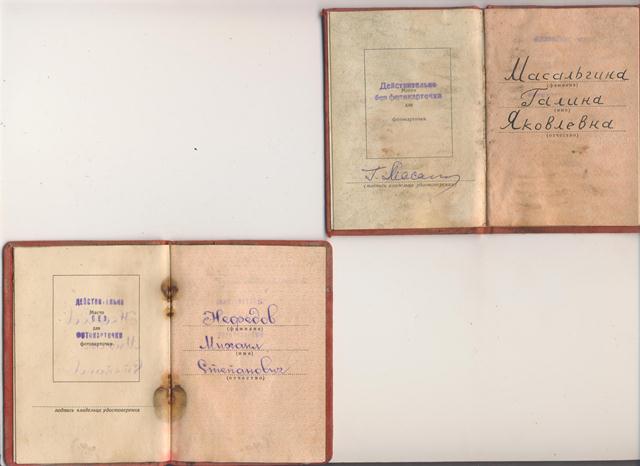 Действительно
Место
без фотокарточки
для
фотокарточки
Г. Масал
(подпись владельца удостоверения)
Масальгина
(фамилия)
Галина
(имя)
Яковлевна
(отчество)
Действительно
Место
БЕЗ
для
ФОТОКАРТОЧКИ
фотокарточки
подпись владельца удостоверения
Нефедов
(фамилия)
Михаил
(имя)
Степанович
(отчество)